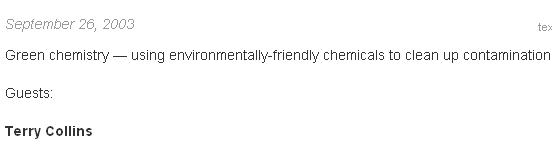 September 26, 2003
Green chemistry — using environmentally-friendly chemicals to clean up contamination
Guests:
Terry Collins